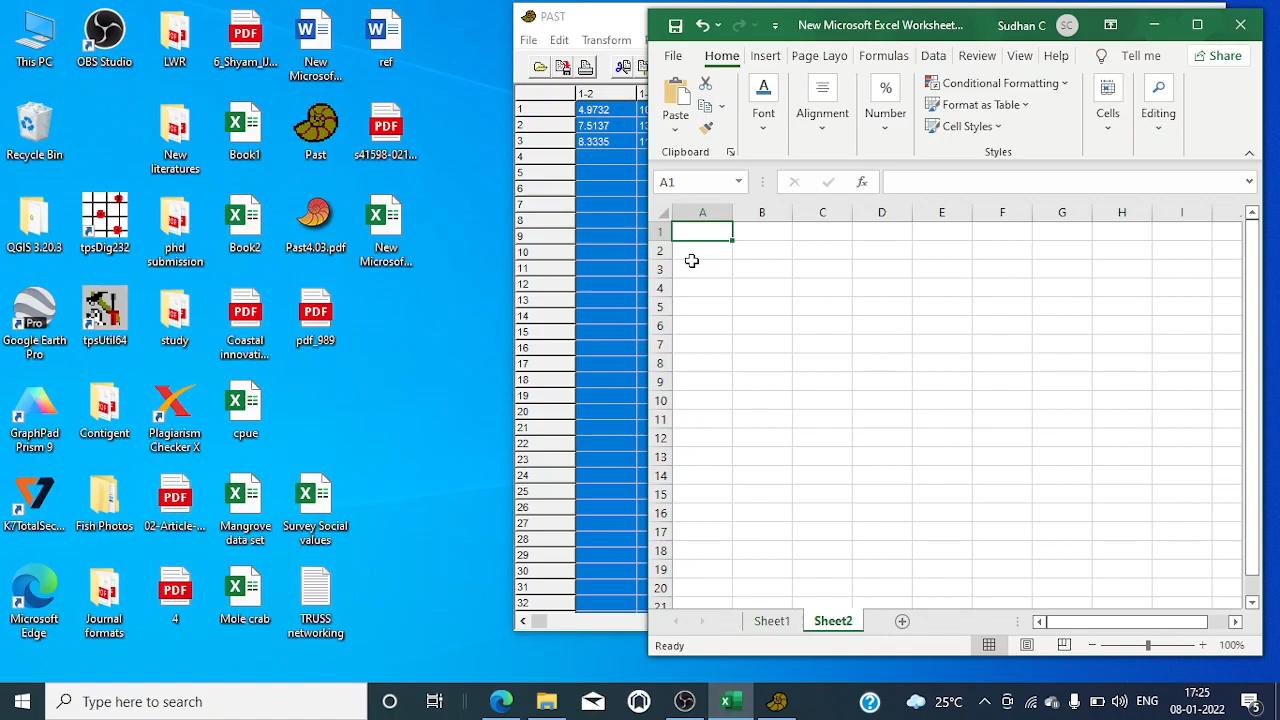 This PC
OBS Studio
LWR
6_Shyam_U...
New
Microsof...
ref
Recycle Bin
New
literatures
Book1
Past
s41598-021...
QGIS 3.20.3
tpsDig232
phd
submission
Book2
Past4.03.pdf
New
Microsof...
Google Earth
Pro
tpsUtil64
study
Coastal
innovati...
pdf_989
GraphPad
Prism 9
Contigent
Plagiarism
Checker X
cpue
K7TotalSec...
Fish Photos
02-Article-...
Mangrove
data set
Survey Social
values
Microsoft
Edge
Journal
formats
4
Mole crab
TRUSS
networking
PAST
File Edit Transform
1-2
1 4.9732
2 7.5137
3 8.3335
4
5
6
7
8
9
10
11
12
13
14
15
16
17
18
19
20
21
22
23
24
25
26
27
28
29
30
31
32
New Microsoft Excel Worksheet... Sudhan C SC
File Home Insert Page Layo Formulas Data Review View Help Tell me Share
Paste
Clipboard
Font
Alignment
Number
Conditional Formatting
Format as Table
Cell Styles
Styles
Cells
Editing
A1 fx
A B C D E F G H I
1
2
3
4
5
6
7
8
9
10
11
12
13
14
15
16
17
18
19
20
21
Sheet1 Sheet2
Ready 100%
Type here to search
25°C ENG 17:25
08-01-2022 5